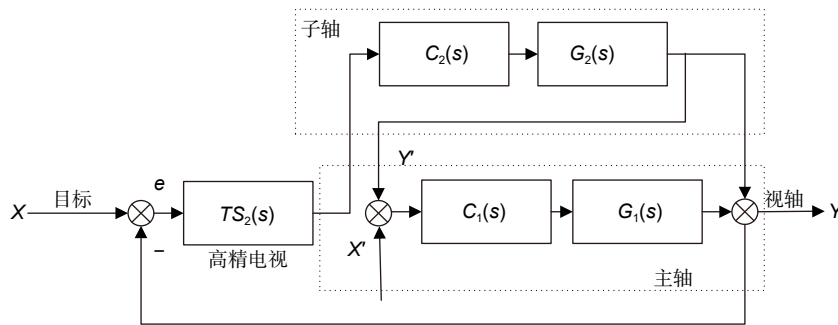 子轴
C₂(s)
G₂(s)
Y′
X
目标
e
TS₂(s)
高精电视
−
X′
C₁(s)
G₁(s)
主轴
视轴
Y